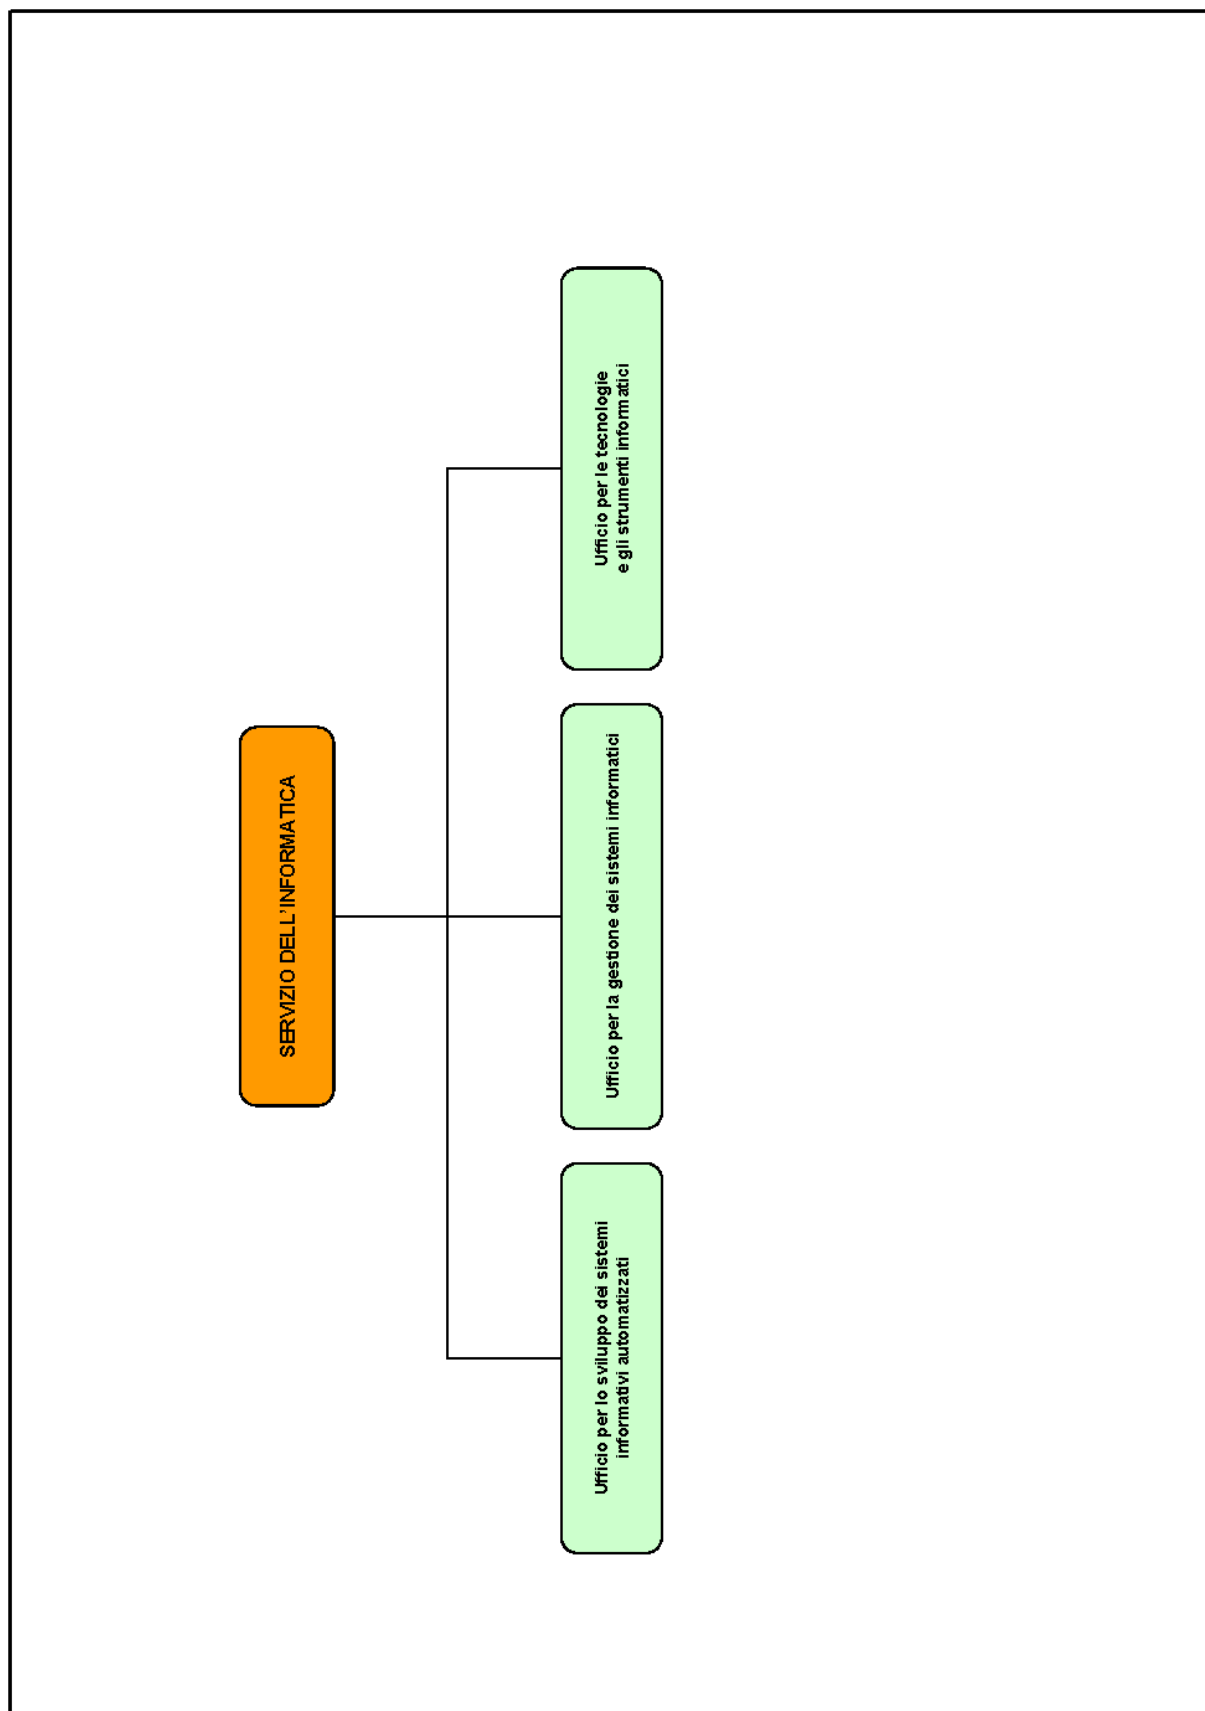 SERVIZIO DELL'INFORMATICA
Ufficio per lo sviluppo dei sistemi
informativi automatizzati
Ufficio per la gestione dei sistemi informatici
Ufficio per le tecnologie
e gli strumenti informatici